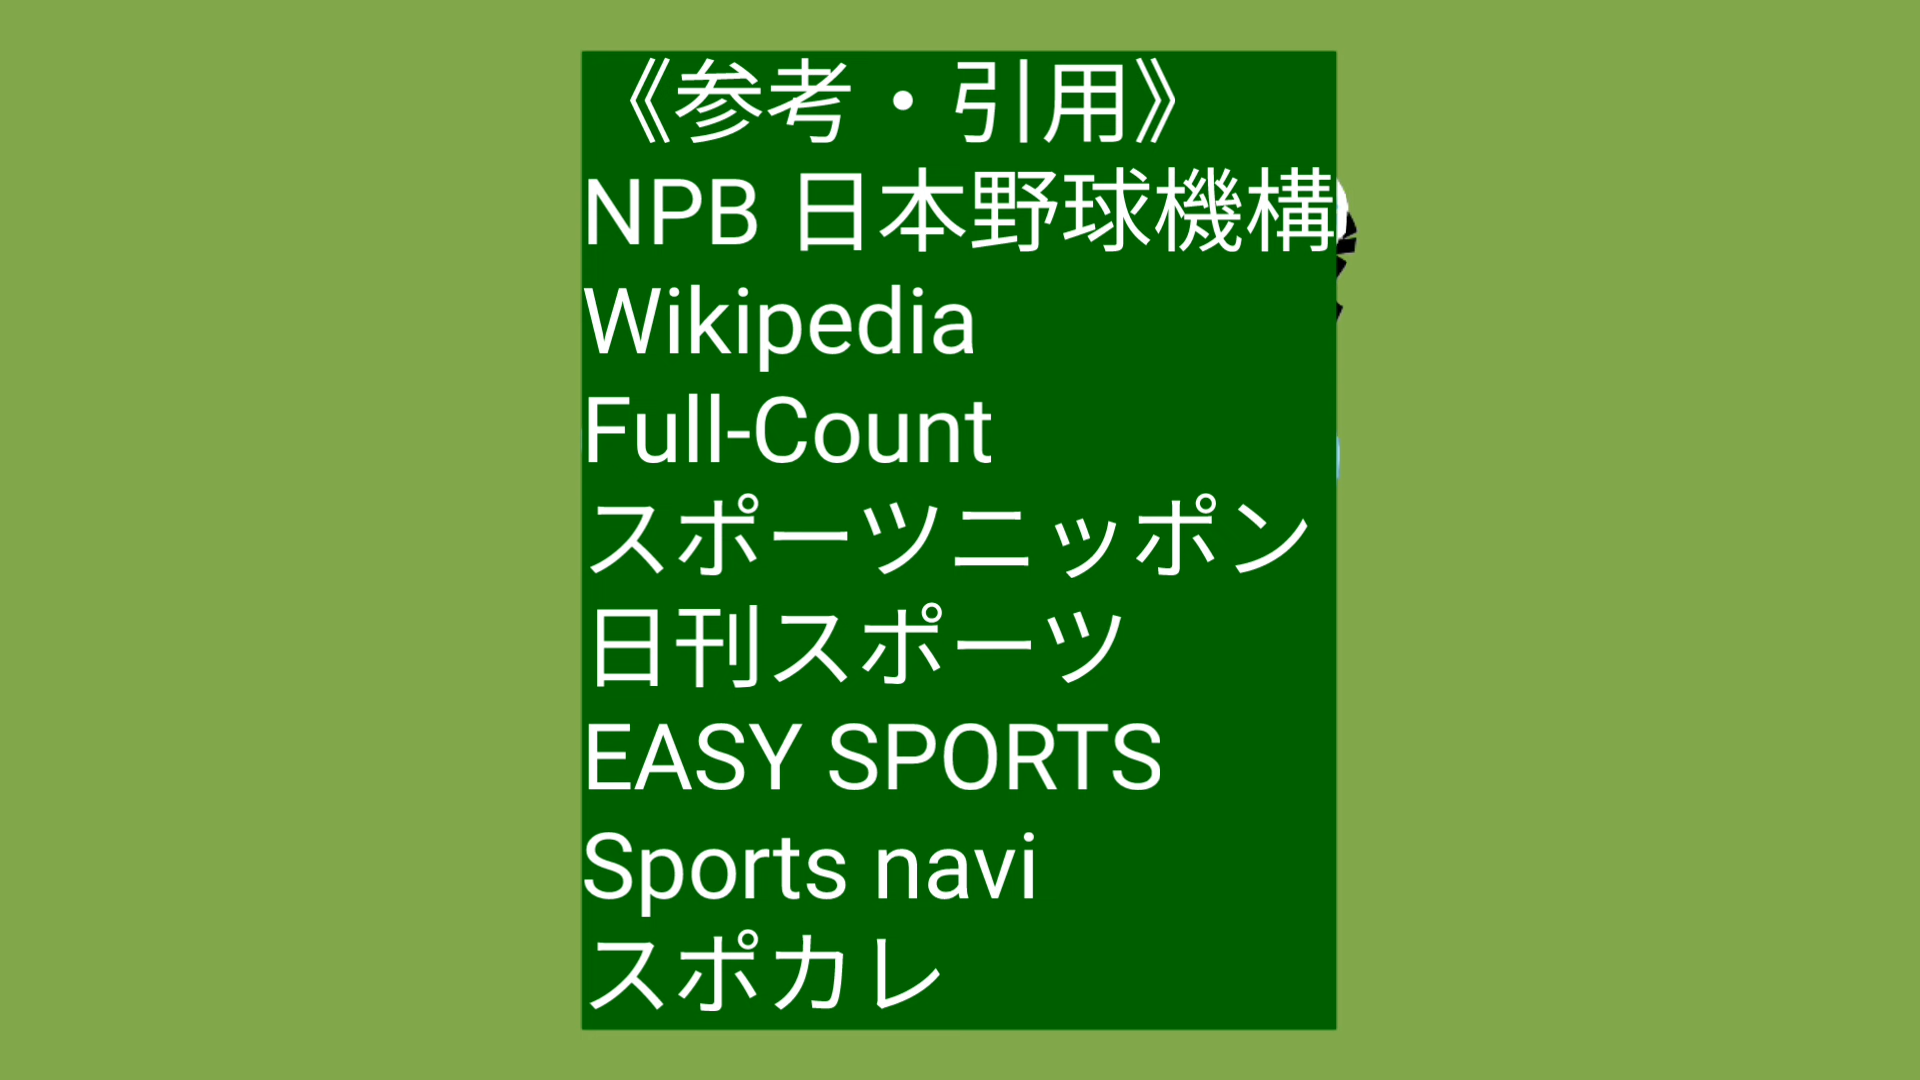 《参考・引用》
NPB 日本野球機構
Wikipedia
Full-Count
スポーツニッポン
日刊スポーツ
EASY SPORTS
Sports navi
スポカレ